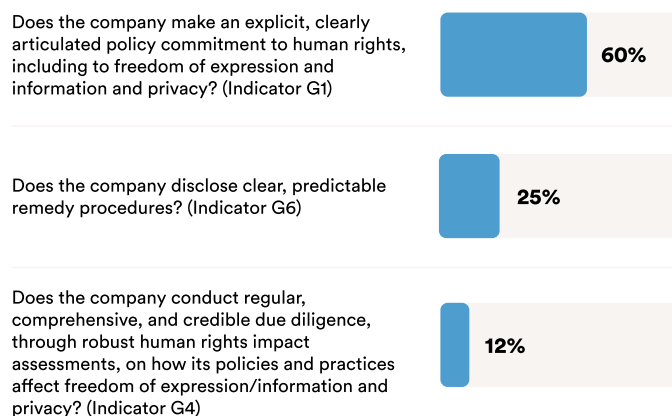 Does the company make an explicit, clearly
articulated policy commitment to human rights,
including to freedom of expression and
information and privacy? (Indicator G1)
60%
Does the company disclose clear, predictable
remedy procedures? (Indicator G6)
25%
Does the company conduct regular,
comprehensive, and credible due diligence,
through robust human rights impact
assessments, on how its policies and practices
affect freedom of expression/information and
privacy? (Indicator G4)
12%